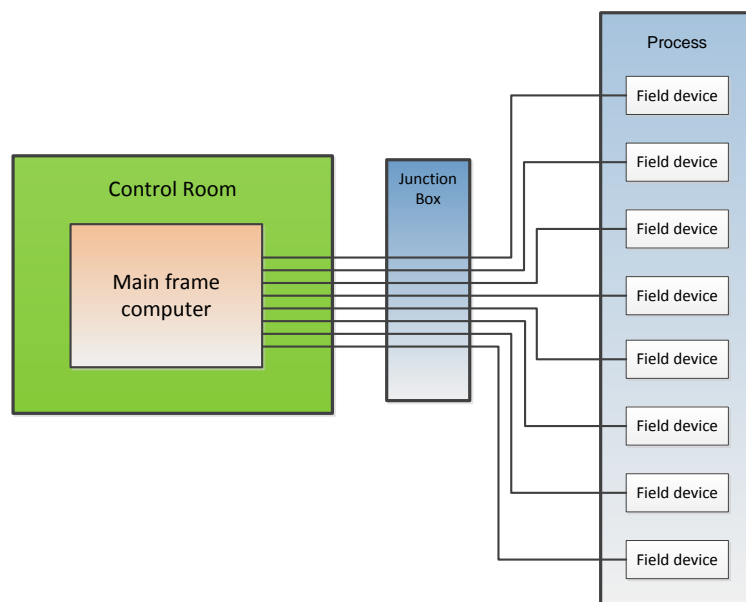 Process
Field device
Field device
Field device
Field device
Field device
Field device
Field device
Field device
Control Room
Main frame
computer
Junction
Box